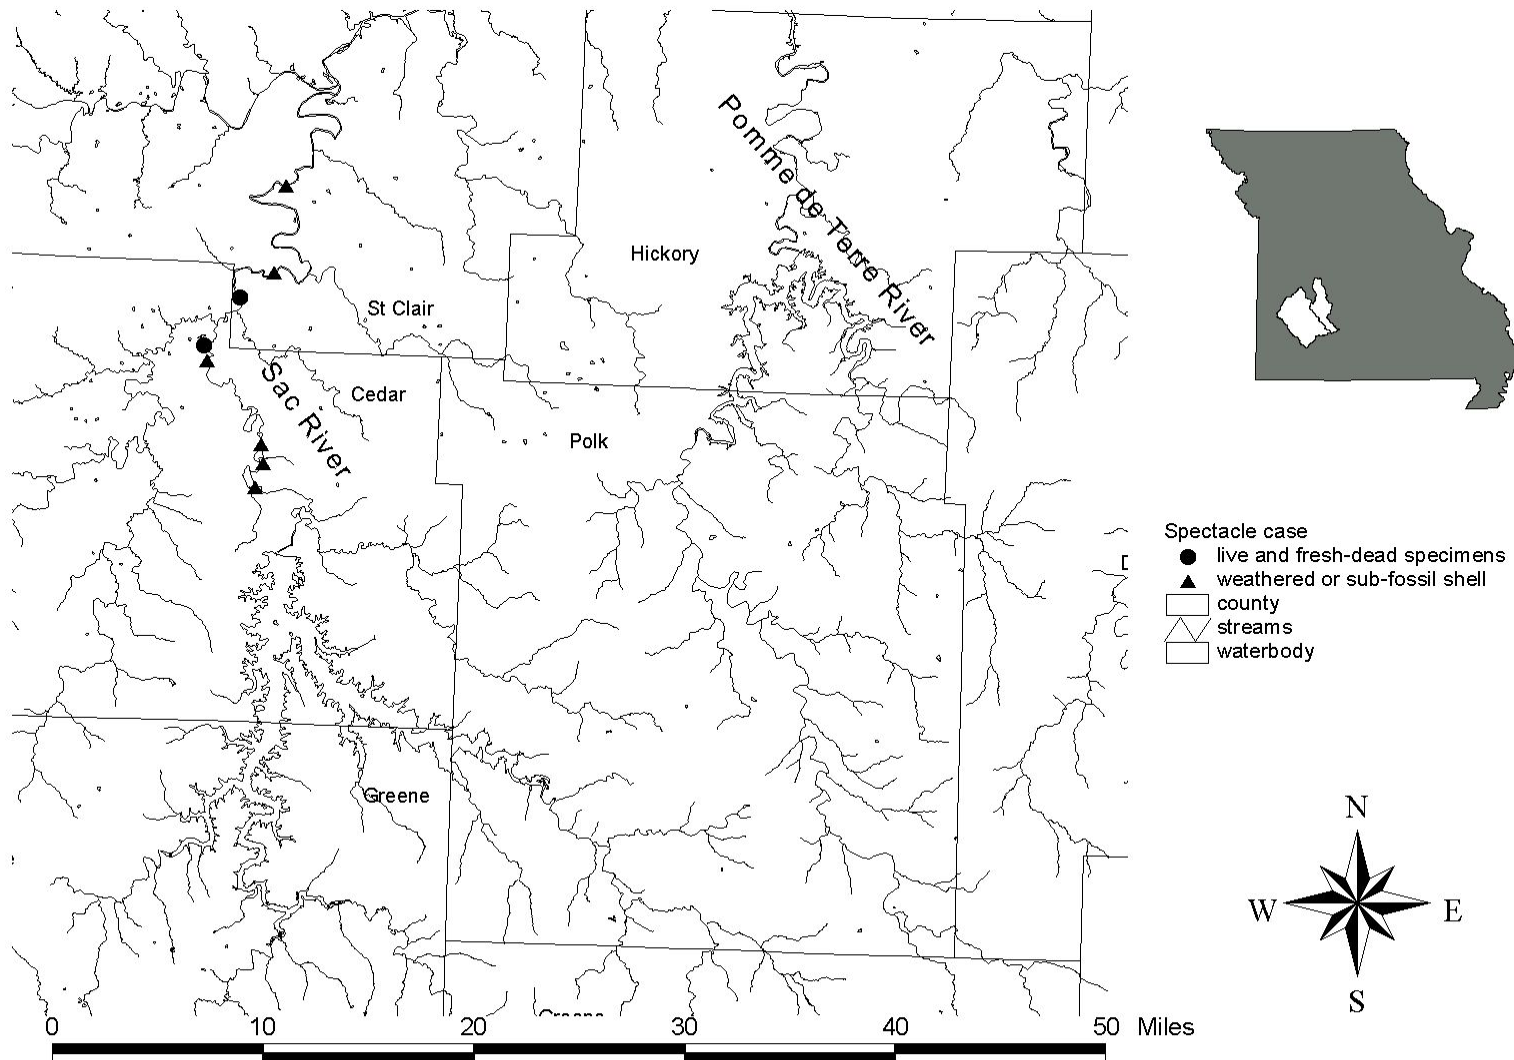 Pomme de Terre River
Hickory
St Clair
Sac River
Cedar
Polk
Greene
Spectacle case
live and fresh-dead specimens
weathered or sub-fossil shell
county
streams
waterbody
N
W
E
S
0 10 20 30 40 50 Miles